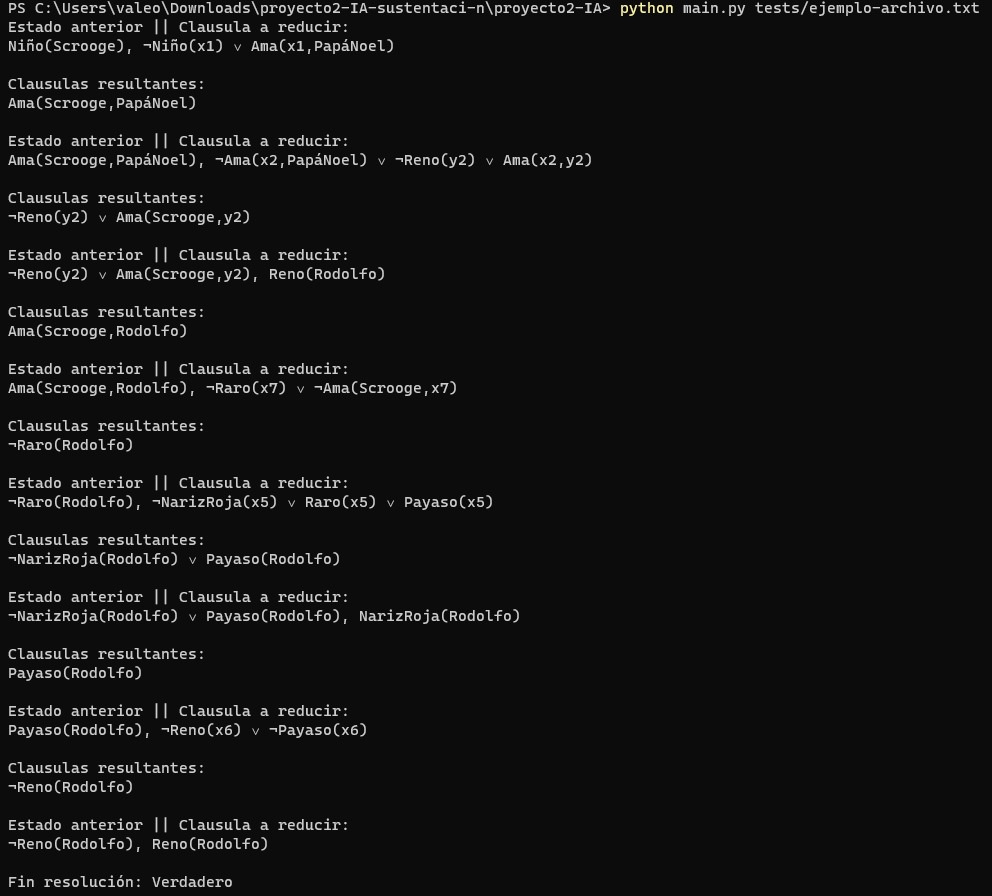 PS C:\Users\valeo\Downloads\proyecto2-IA-sustentaci-n\proyecto2-IA> python main.py tests/ejemplo-archivo.txt
Estado anterior || Clausula a reducir:
Niño(Scrooge), ¬Niño(x1) ∨ Ama(x1,PapáNoel)
Clausulas resultantes:
Ama(Scrooge,PapáNoel)
Estado anterior || Clausula a reducir:
Ama(Scrooge,PapáNoel), ¬Ama(x2,PapáNoel) ∨ ¬Reno(y2) ∨ Ama(x2,y2)
Clausulas resultantes:
¬Reno(y2) ∨ Ama(Scrooge,y2)
Estado anterior || Clausula a reducir:
¬Reno(y2) ∨ Ama(Scrooge,y2), Reno(Rodolfo)
Clausulas resultantes:
Ama(Scrooge,Rodolfo)
Estado anterior || Clausula a reducir:
Ama(Scrooge,Rodolfo), ¬Raro(x7) ∨ ¬Ama(Scrooge,x7)
Clausulas resultantes:
¬Raro(Rodolfo)
Estado anterior || Clausula a reducir:
¬Raro(Rodolfo), ¬NarizRoja(x5) ∨ Raro(x5) ∨ Payaso(x5)
Clausulas resultantes:
¬NarizRoja(Rodolfo) ∨ Payaso(Rodolfo)
Estado anterior || Clausula a reducir:
¬NarizRoja(Rodolfo) ∨ Payaso(Rodolfo), NarizRoja(Rodolfo)
Clausulas resultantes:
Payaso(Rodolfo)
Estado anterior || Clausula a reducir:
Payaso(Rodolfo), ¬Reno(x6) ∨ ¬Payaso(x6)
Clausulas resultantes:
¬Reno(Rodolfo)
Estado anterior || Clausula a reducir:
¬Reno(Rodolfo), Reno(Rodolfo)
Fin resolución: Verdadero